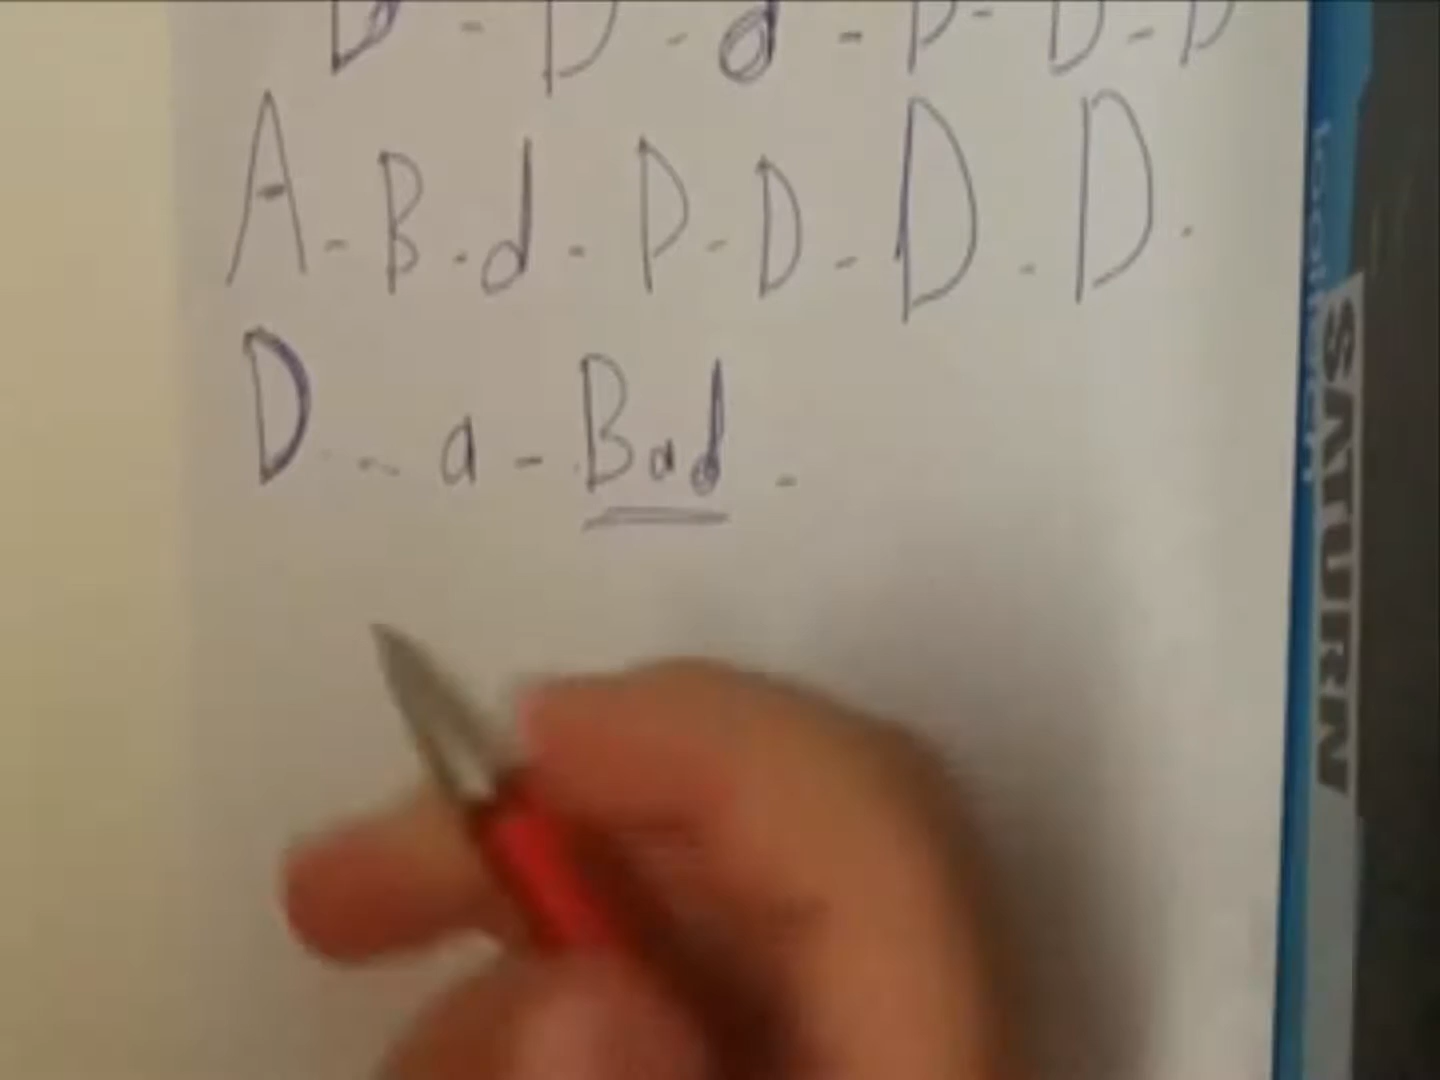 D - D - d - P - D - D
A - B . d - P - D - D - D .
D - a - Bad -
SATURN